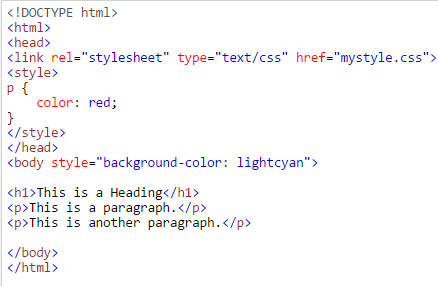 <!DOCTYPE html>
<html>
<head>
<link rel="stylesheet" type="text/css" href="mystyle.css">
<style>
p {
    color: red;
}
</style>
</head>
<body style="background-color: lightcyan">

<h1>This is a Heading</h1>
<p>This is a paragraph.</p>
<p>This is another paragraph.</p>

</body>
</html>